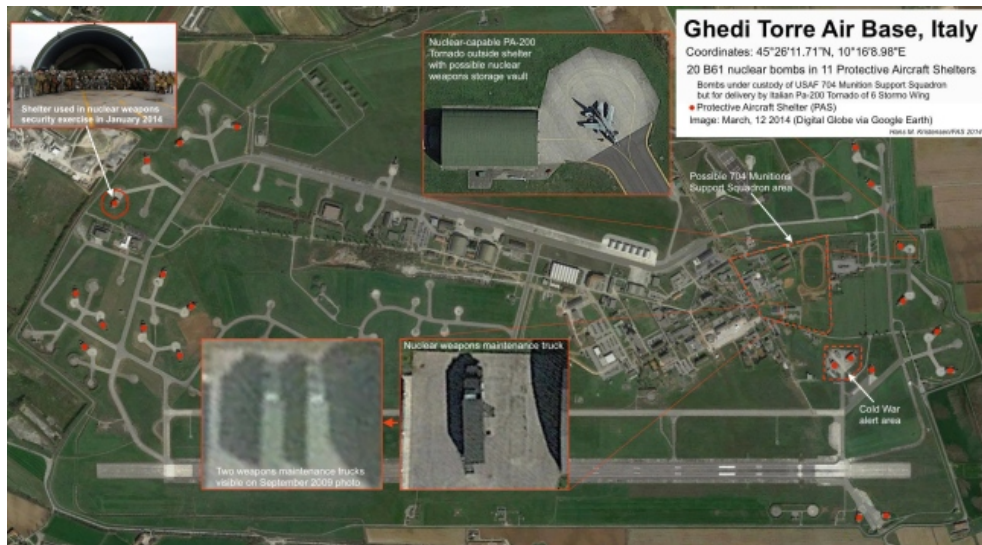 Ghedi Torre Air Base, Italy
Coordinates: 45°26'11.71"N, 10°16'8.98"E
20 B61 nuclear bombs in 11 Protective Aircraft Shelters
Bombs under custody of USAF 704 Munition Support Squadron
but for delivery by Italian Pa-200 Tornado of 6 Stormo Wing
Protective Aircraft Shelter (PAS)
Image: March, 12 2014 (Digital Globe via Google Earth)
Hans M. Kristensen/FAS 2014
Shelter used in nuclear weapons
security exercise in January 2014
Nuclear-capable PA-200
Tornado outside shelter
with possible nuclear
weapons storage vault
Possible 704 Munitions
Support Squadron area
Nuclear weapons maintenance truck
Two weapons maintenance trucks
visible on September 2009 photo
Cold War
alert area